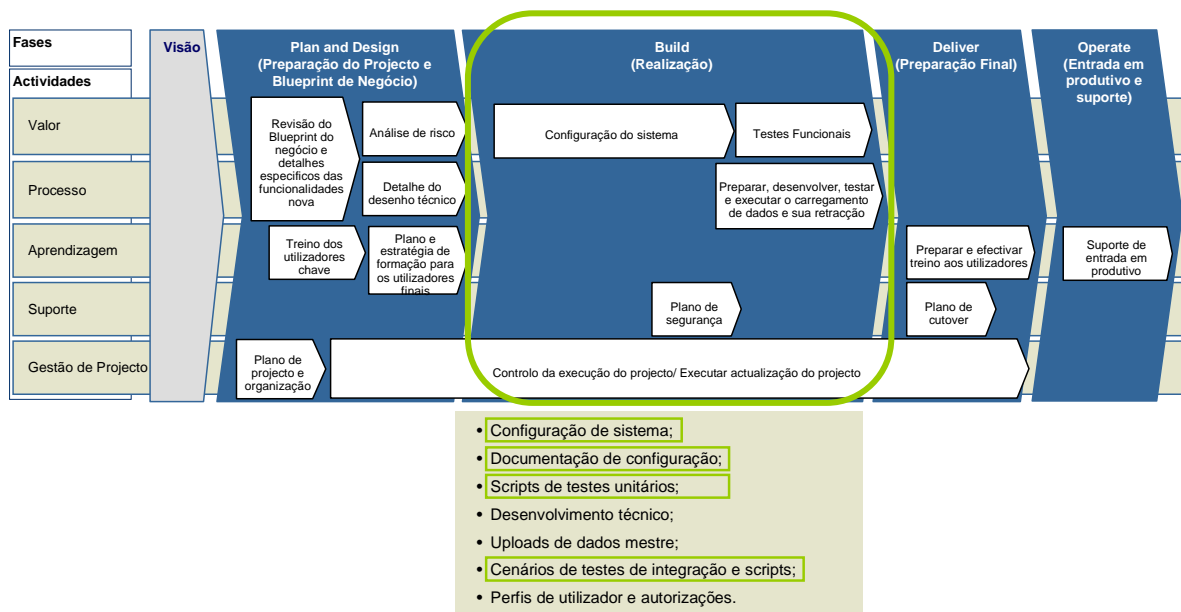 Fases
Visão
Plan and Design
(Preparação do Projecto e
Blueprint de Negócio)
Build
(Realização)
Deliver
(Preparação Final)
Operate
(Entrada em
produtivo e
suporte)
Actividades
Valor
Revisão do
Blueprint do
negócio e
detalhes
especificos das
funcionalidades
nova
Análise de risco
Configuração do sistema
Testes Funcionais
Processo
Detalhe do
desenho técnico
Preparar, desenvolver, testar
e executar o carregamento
de dados e sua retracção
Aprendizagem
Treino dos
utilizadores
chave
Plano e
estratégia de
formação para
os utilizadores
finais
Preparar e efectivar
treino aos utilizadores
Suporte de
entrada em
produtivo
Suporte
Plano de
segurança
Plano de
cutover
Gestão de Projecto
Plano de
projecto e
organização
Controlo da execução do projecto/ Executar actualização do projecto
• Configuração de sistema;
• Documentação de configuração;
• Scripts de testes unitários;
• Desenvolvimento técnico;
• Uploads de dados mestre;
• Cenários de testes de integração e scripts;
• Perfis de utilizador e autorizações.